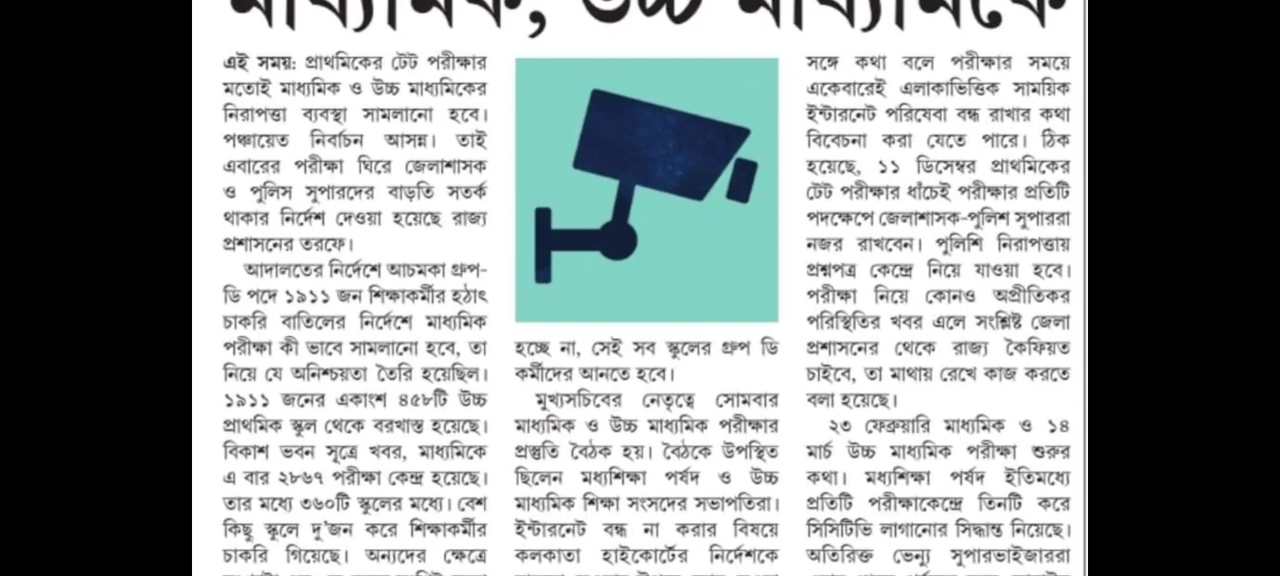 মাধ্যমিক, উচ্চ মাধ্যমিকে
এই সময়: প্রাথমিকের টেট পরীক্ষার
মতোই মাধ্যমিক ও উচ্চ মাধ্যমিকের
নিরাপত্তা ব্যবস্থা সামলানো হবে।
পঞ্চায়েত নির্বাচন আসন্ন। তাই
এবারের পরীক্ষা ঘিরে জেলাশাসক
ও পুলিস সুপারদের বাড়তি সতর্ক
থাকার নির্দেশ দেওয়া হয়েছে রাজ্য
প্রশাসনের তরফে।
আদালতের নির্দেশে আচমকা গ্রুপ-
ডি পদে ১৯১১ জন শিক্ষাকর্মীর হঠাৎ
চাকরি বাতিলের নির্দেশে মাধ্যমিক
পরীক্ষা কী ভাবে সামলানো হবে, তা
নিয়ে যে অনিশ্চয়তা তৈরি হয়েছিল।
১৯১১ জনের একাংশ ৪৫৮টি উচ্চ
প্রাথমিক স্কুল থেকে বরখাস্ত হয়েছে।
বিকাশ ভবন সূত্রে খবর, মাধ্যমিকে
এ বার ২৮৬৭ পরীক্ষা কেন্দ্র হয়েছে।
তার মধ্যে ৩৬০টি স্কুলের মধ্যে। বেশ
কিছু স্কুলে দু'জন করে শিক্ষাকর্মীর
চাকরি গিয়েছে। অন্যদের ক্ষেত্রে
হচ্ছে না, সেই সব স্কুলের গ্রুপ ডি
কর্মীদের আনতে হবে।
মুখ্যসচিবের নেতৃত্বে সোমবার
মাধ্যমিক ও উচ্চ মাধ্যমিক পরীক্ষার
প্রস্তুতি বৈঠক হয়। বৈঠকে উপস্থিত
ছিলেন মধ্যশিক্ষা পর্ষদ ও উচ্চ
মাধ্যমিক শিক্ষা সংসদের সভাপতিরা।
ইন্টারনেট বন্ধ না করার বিষয়ে
কলকাতা হাইকোর্টের নির্দেশকে
সঙ্গে কথা বলে পরীক্ষার সময়ে
একেবারেই এলাকাভিত্তিক সাময়িক
ইন্টারনেট পরিষেবা বন্ধ রাখার কথা
বিবেচনা করা যেতে পারে। ঠিক
হয়েছে, ১১ ডিসেম্বর প্রাথমিকের
টেট পরীক্ষার ধাঁচেই পরীক্ষার প্রতিটি
পদক্ষেপে জেলাশাসক-পুলিশ সুপাররা
নজর রাখবেন। পুলিশি নিরাপত্তায়
প্রশ্নপত্র কেন্দ্রে নিয়ে যাওয়া হবে।
পরীক্ষা নিয়ে কোনও অপ্রীতিকর
পরিস্থিতির খবর এলে সংশ্লিষ্ট জেলা
প্রশাসনের থেকে রাজ্য কৈফিয়ত
চাইবে, তা মাথায় রেখে কাজ করতে
বলা হয়েছে।
২৩ ফেব্রুয়ারি মাধ্যমিক ও ১৪
মার্চ উচ্চ মাধ্যমিক পরীক্ষা শুরুর
কথা। মধ্যশিক্ষা পর্ষদ ইতিমধ্যে
প্রতিটি পরীক্ষাকেন্দ্রে তিনটি করে
সিসিটিভি লাগানোর সিদ্ধান্ত নিয়েছে।
অতিরিক্ত ভেন্যু সুপারভাইজাররা